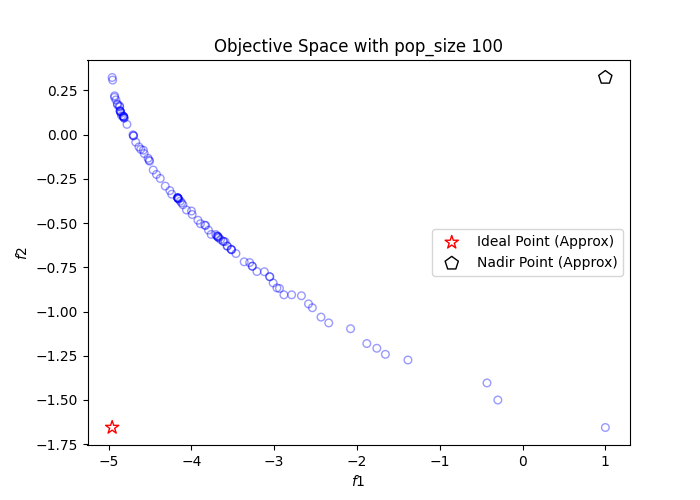 Objective Space with pop_size 100
0.25
0.00
−0.25
−0.50
−0.75
−1.00
−1.25
−1.50
−1.75
f2
Ideal Point (Approx)
Nadir Point (Approx)
−5 −4 −3 −2 −1 0 1
f1